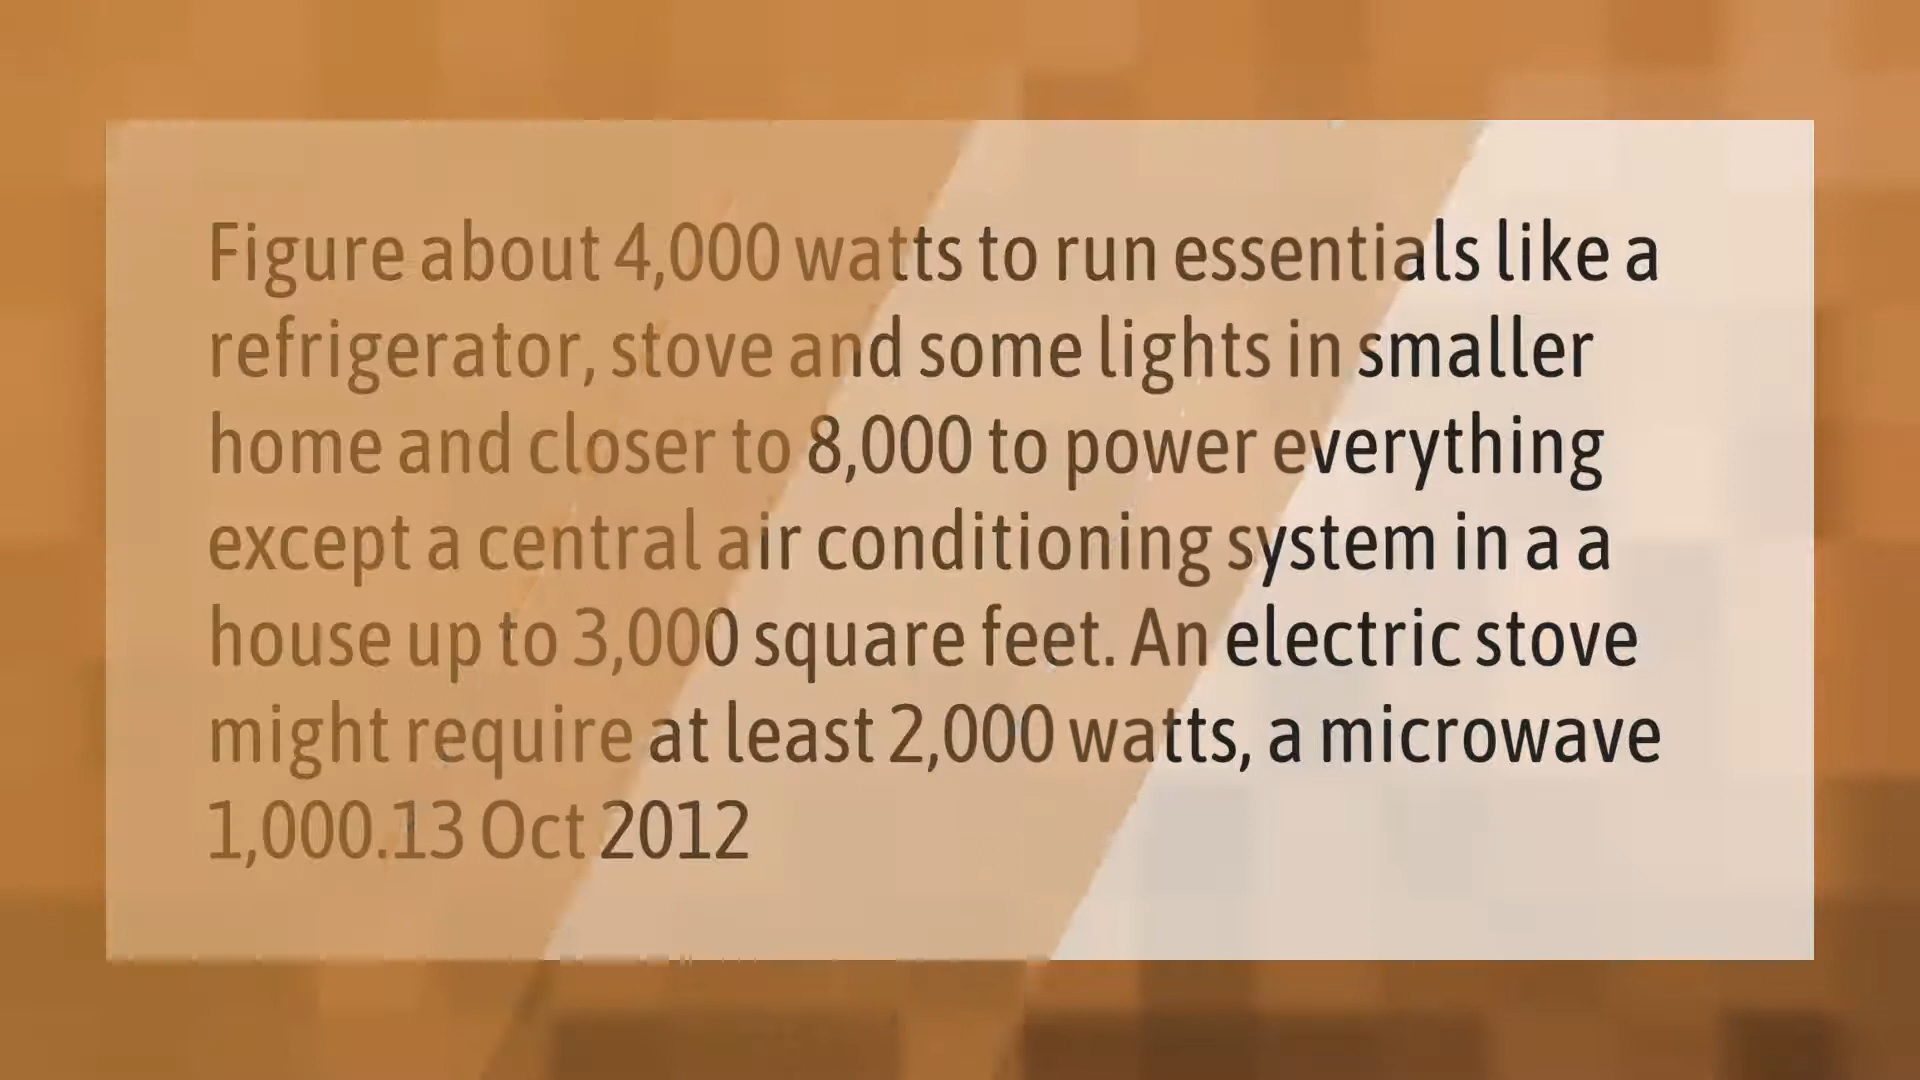 Figure about 4,000 watts to run essentials like a
refrigerator, stove and some lights in smaller
home and closer to 8,000 to power everything
except a central air conditioning system in a a
house up to 3,000 square feet. An electric stove
might require at least 2,000 watts, a microwave
1,000.13 Oct 2012